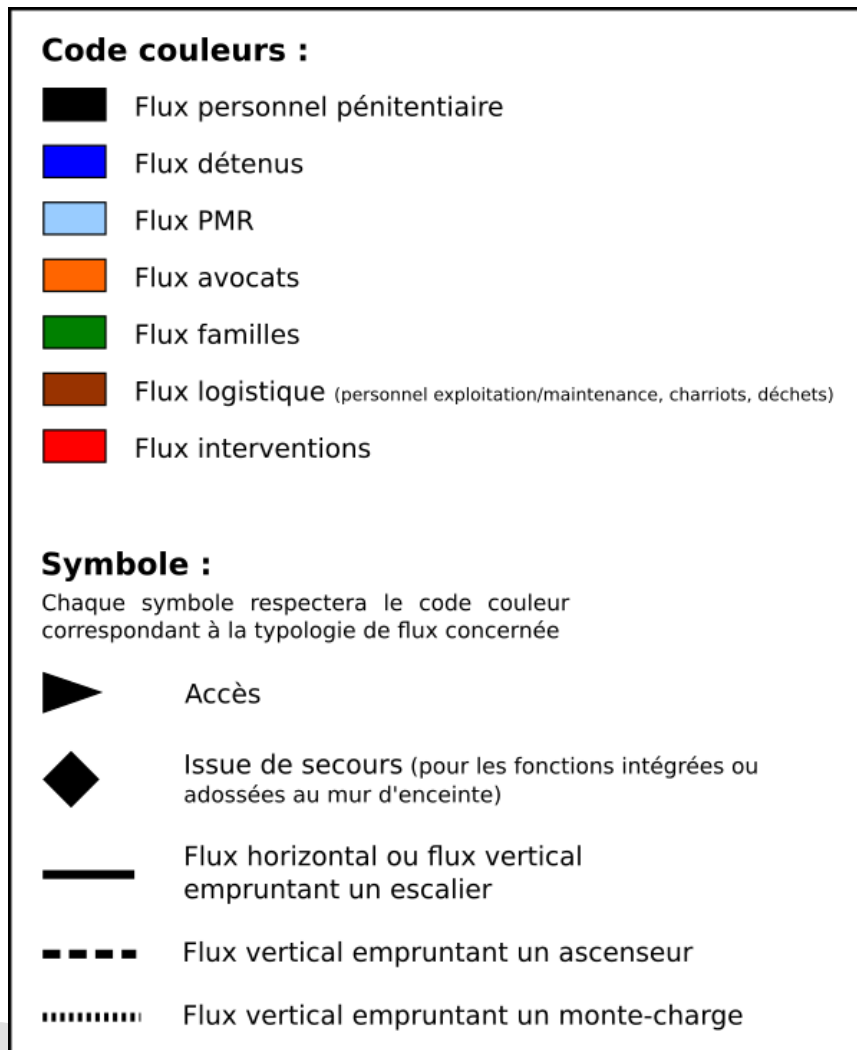 Code couleurs :
Flux personnel pénitentiaire
Flux détenus
Flux PMR
Flux avocats
Flux familles
Flux logistique (personnel exploitation/maintenance, charriots, déchets)
Flux interventions
Symbole :
Chaque symbole respectera le code couleur
correspondant à la typologie de flux concernée
Accès
Issue de secours (pour les fonctions intégrées ou
adossées au mur d'enceinte)
Flux horizontal ou flux vertical
empruntant un escalier
Flux vertical empruntant un ascenseur
Flux vertical empruntant un monte-charge